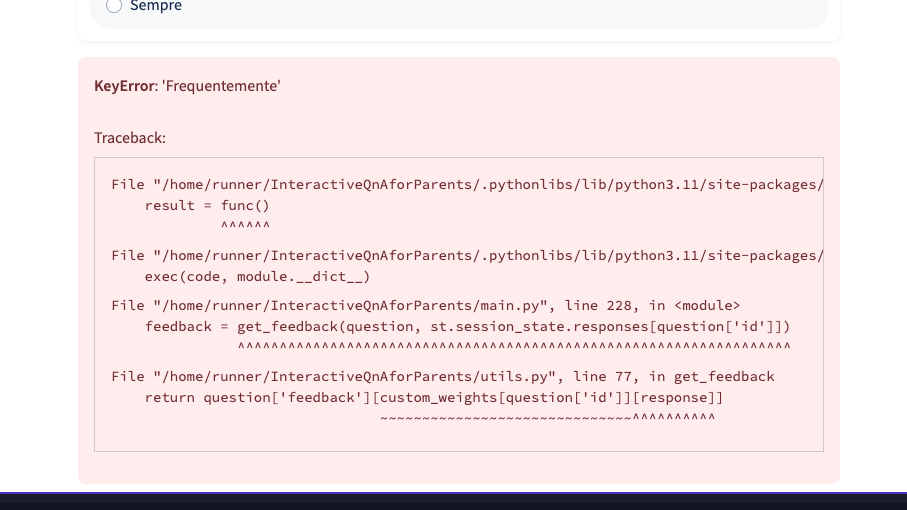 Sempre
KeyError: 'Frequentemente'
Traceback:
File "/home/runner/InteractiveQnAforParents/.pythonlibs/lib/python3.11/site-packages/
result = func()
^^^^^^
File "/home/runner/InteractiveQnAforParents/.pythonlibs/lib/python3.11/site-packages/
exec(code, module.__dict__)
File "/home/runner/InteractiveQnAforParents/main.py", line 228, in <module>
feedback = get_feedback(question, st.session_state.responses[question['id']])
^^^^^^^^^^^^^^^^^^^^^^^^^^^^^^^^^^^^^^^^^^^^^^^^^^^^^^^^^^^^^^^^^^
File "/home/runner/InteractiveQnAforParents/utils.py", line 77, in get_feedback
return question['feedback'][custom_weights[question['id']][response]]
~~~~~~~~~~~~~~~~~~~~~~~~~~~~~~^^^^^^^^^^